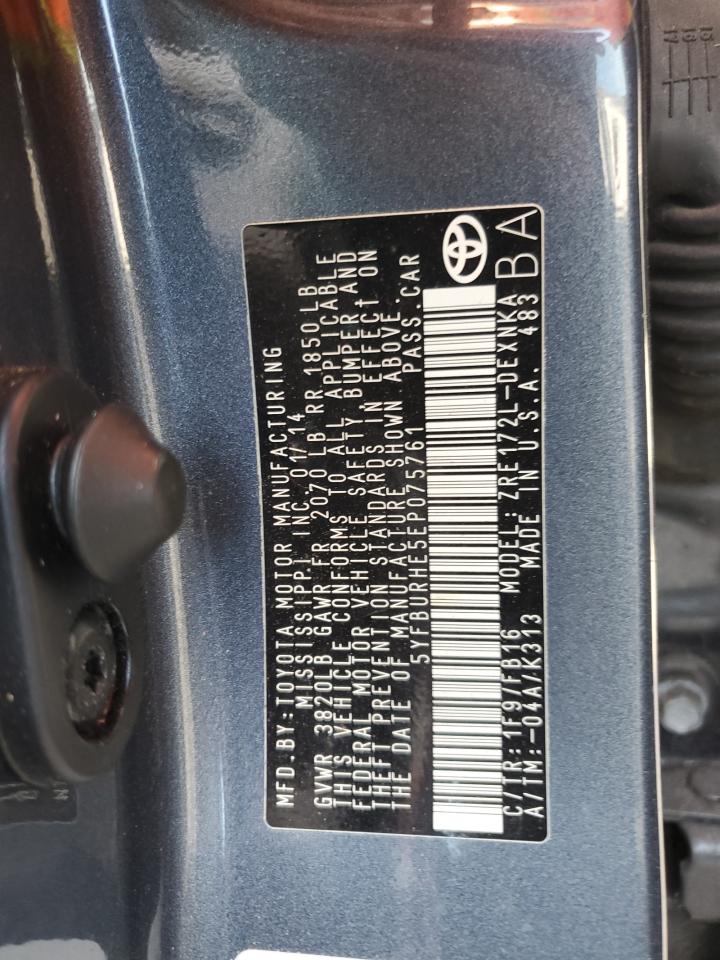 MFD.BY:TOYOTA MOTOR MANUFACTURING
MISSISSIPPI INC.01/14
GVWR 3820LB GAWR FR 2070 LB RR 1850 LB
THIS VEHICLE CONFORMS TO ALL APPLICABLE
FEDERAL MOTOR VEHICLE SAFETY BUMPER AND
THEFT PREVENTION STANDARDS IN EFFECT ON
THE DATE OF MANUFACTURE SHOWN ABOVE.
5YFBURHE5EP075761 PASS.CAR
C/TR:1F9/FB16 MODEL:ZRE172L-DEXNKA
A/TM:-04A/K313 MADE IN U.S.A. 483
BA